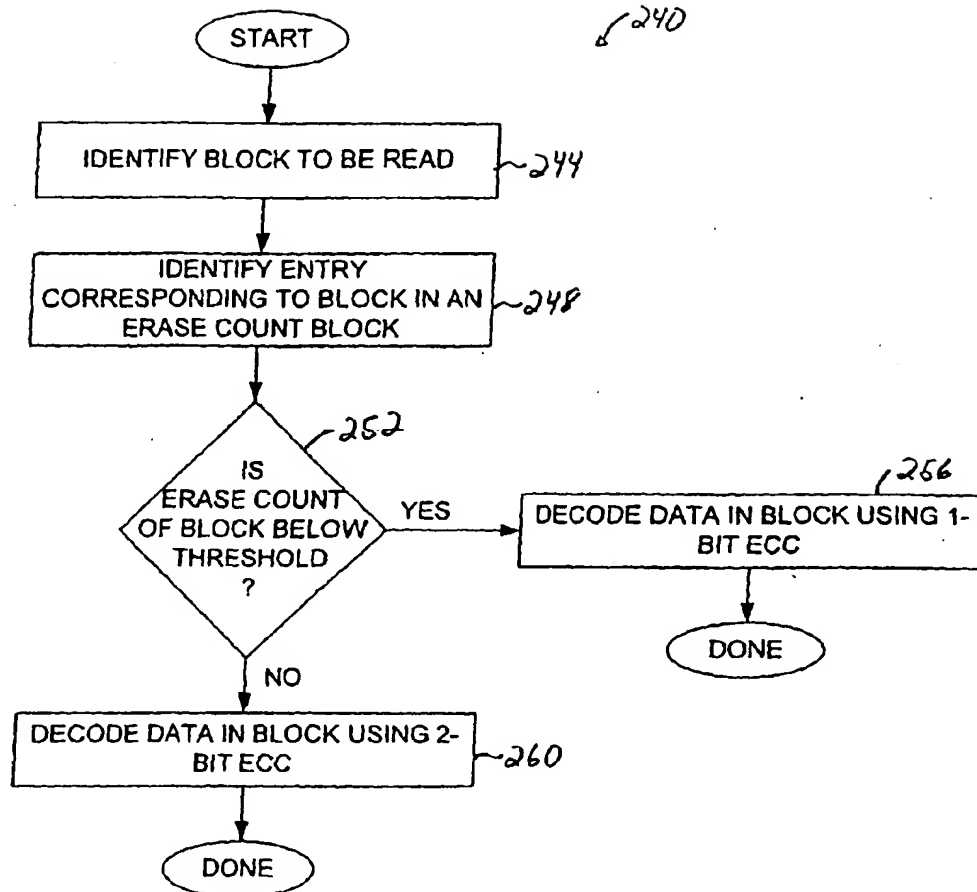 START
240
IDENTIFY BLOCK TO BE READ
244
IDENTIFY ENTRY
CORRESPONDING TO BLOCK IN AN
ERASE COUNT BLOCK
248
252
IS
ERASE COUNT
OF BLOCK BELOW
THRESHOLD
?
YES
256
DECODE DATA IN BLOCK USING 1-
BIT ECC
DONE
NO
DECODE DATA IN BLOCK USING 2-
BIT ECC
260
DONE